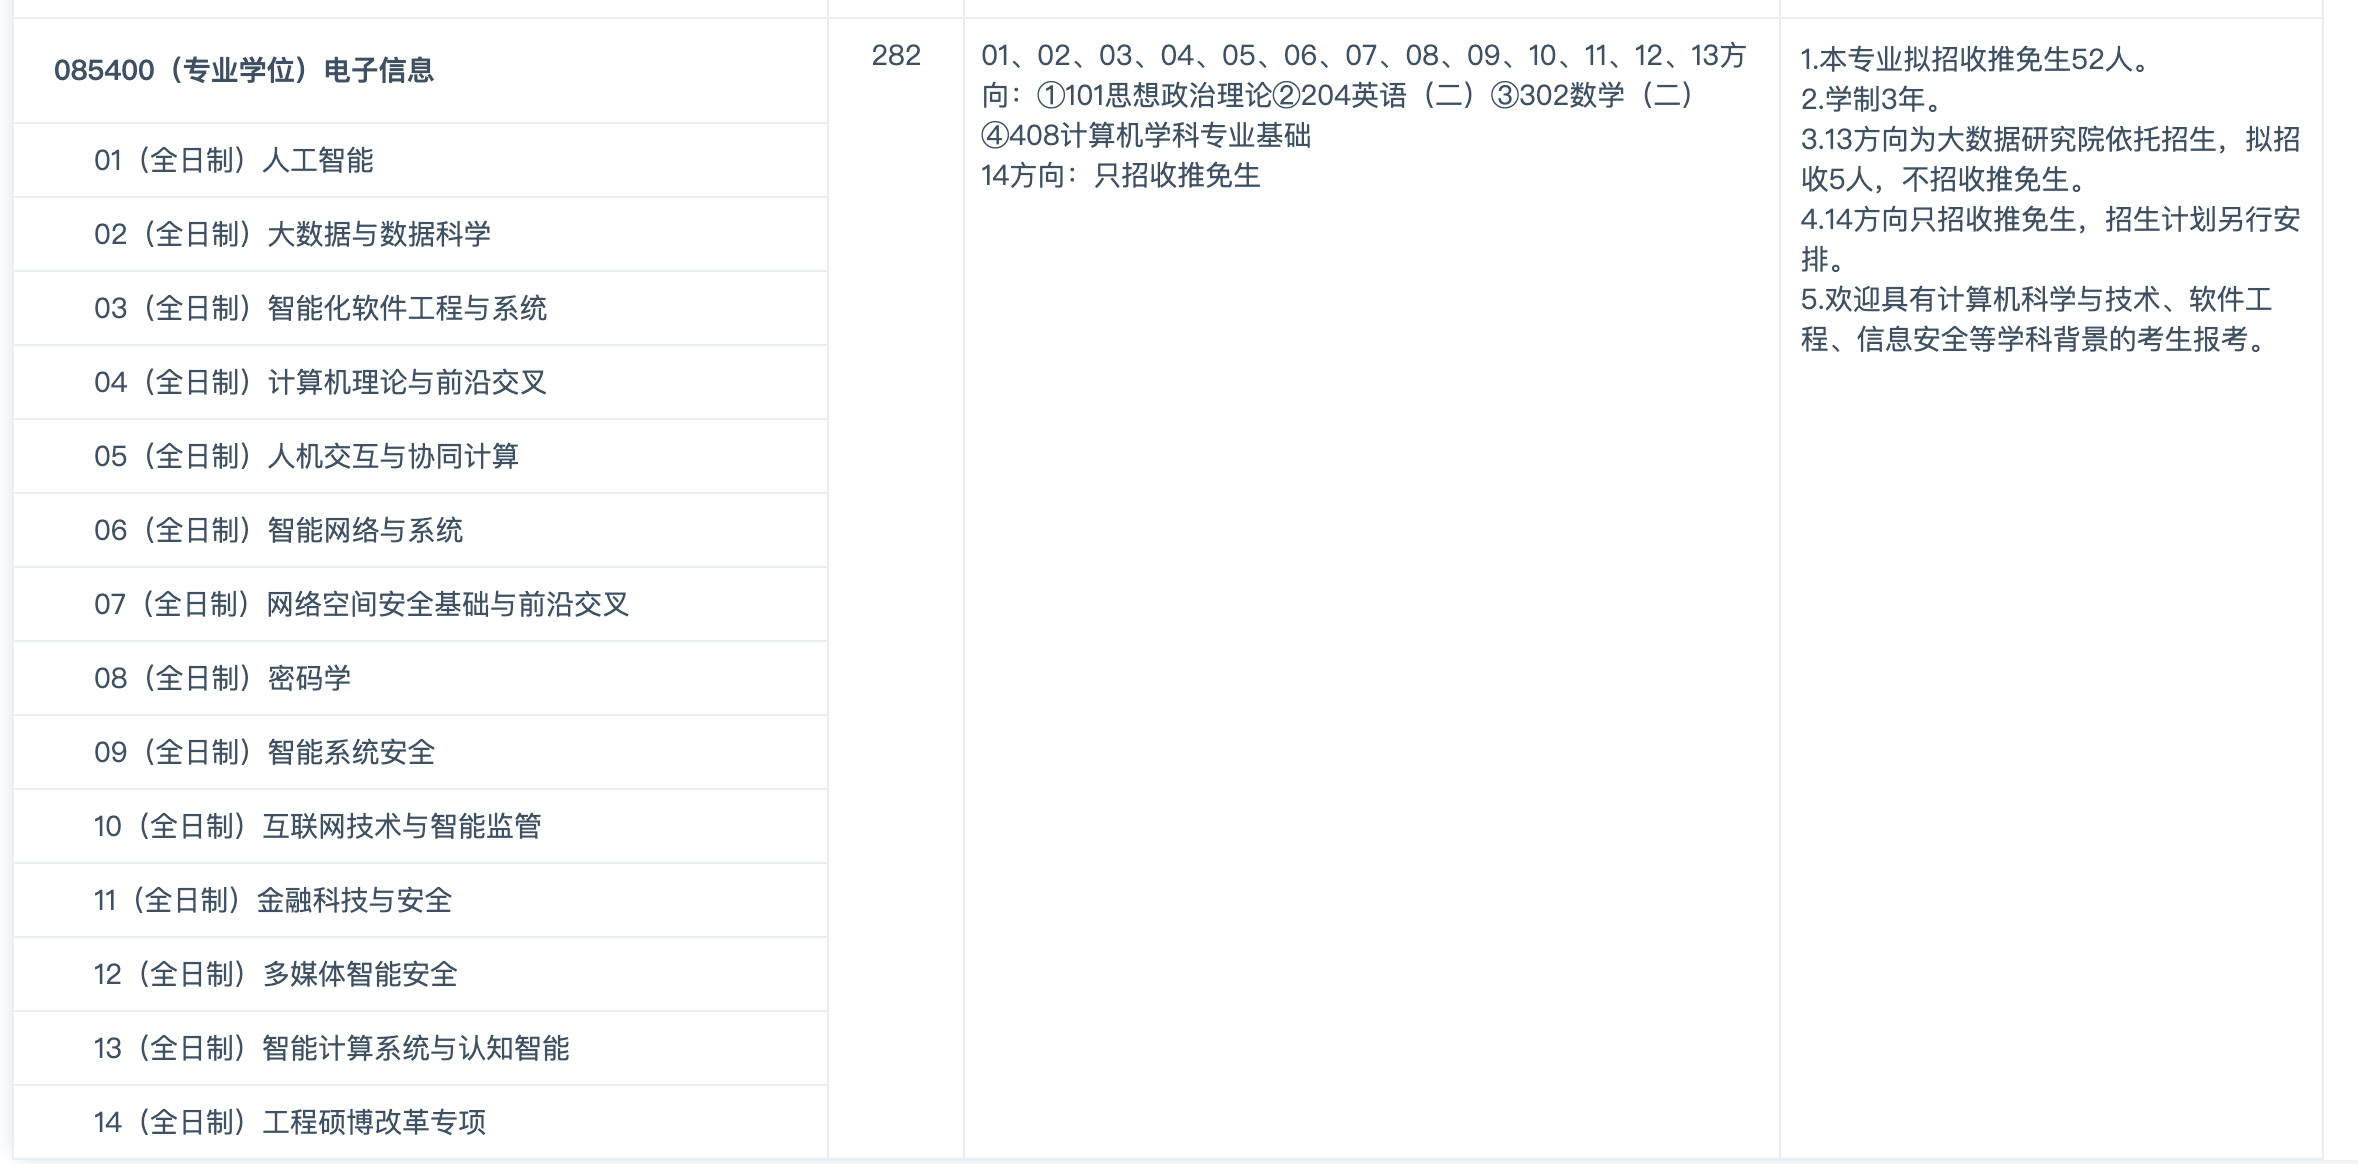 085400（专业学位）电子信息
01（全日制）人工智能
02（全日制）大数据与数据科学
03（全日制）智能化软件工程与系统
04（全日制）计算机理论与前沿交叉
05（全日制）人机交互与协同计算
06（全日制）智能网络与系统
07（全日制）网络空间安全基础与前沿交叉
08（全日制）密码学
09（全日制）智能系统安全
10（全日制）互联网技术与智能监管
11（全日制）金融科技与安全
12（全日制）多媒体智能安全
13（全日制）智能计算系统与认知智能
14（全日制）工程硕博改革专项
282
01、02、03、04、05、06、07、08、09、10、11、12、13方
向：①101思想政治理论②204英语（二）③302数学（二）
④408计算机学科专业基础
14方向：只招收推免生
1.本专业拟招收推免生52人。
2.学制3年。
3.13方向为大数据研究院依托招生，拟招
收5人，不招收推免生。
4.14方向只招收推免生，招生计划另行安
排。
5.欢迎具有计算机科学与技术、软件工
程、信息安全等学科背景的考生报考。